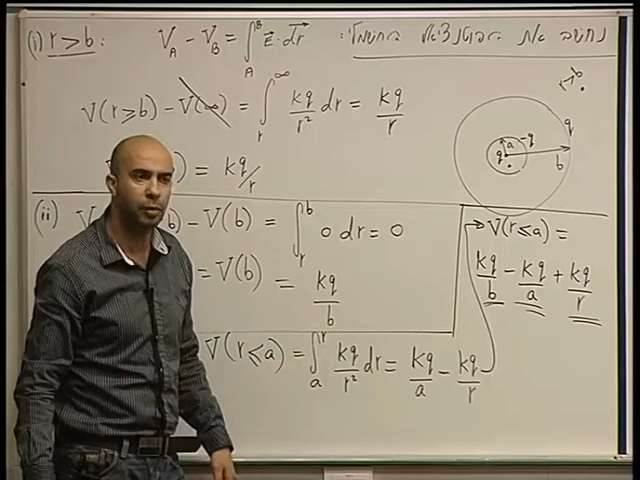 נחשב את הפוטנציאל החשמלי:
(i) r > b : V_A - V_B = ∫_A^B E⃗·dr⃗
V(r≥b) - V(∞) = ∫_r^∞ kq/r² dr = kq/r
) = kq/r
(ii) b) - V(b) = ∫_r^b 0 dr = 0
= V(b) = kq/b
V(r≤a) = ∫_a^r kq/r² dr = kq/a - kq/r
V(r≤a) =
kq/b - kq/a + kq/r
q
-q
a
q
b